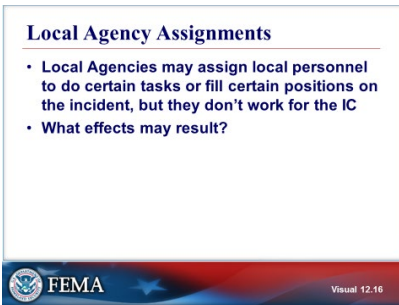 Local Agency Assignments
• Local Agencies may assign local personnel
to do certain tasks or fill certain positions on
the incident, but they don't work for the IC
• What effects may result?
FEMA
Visual 12.16